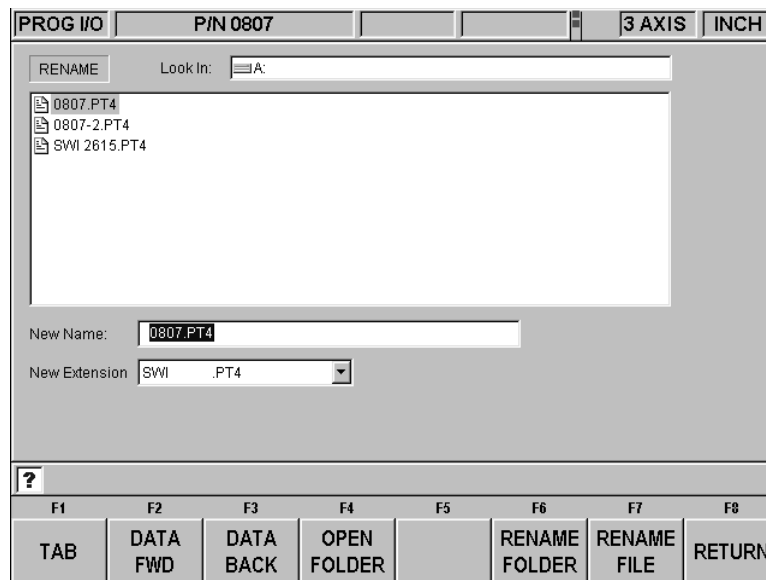 PROG I/O P/N 0807 3 AXIS INCH
RENAME Look In: A:
0807.PT4
0807-2.PT4
SWI 2615.PT4
New Name: 0807.PT4
New Extension SWI .PT4
?
F1 F2 F3 F4 F5 F6 F7 F8
TAB DATA FWD DATA BACK OPEN FOLDER RENAME FOLDER RENAME FILE RETURN